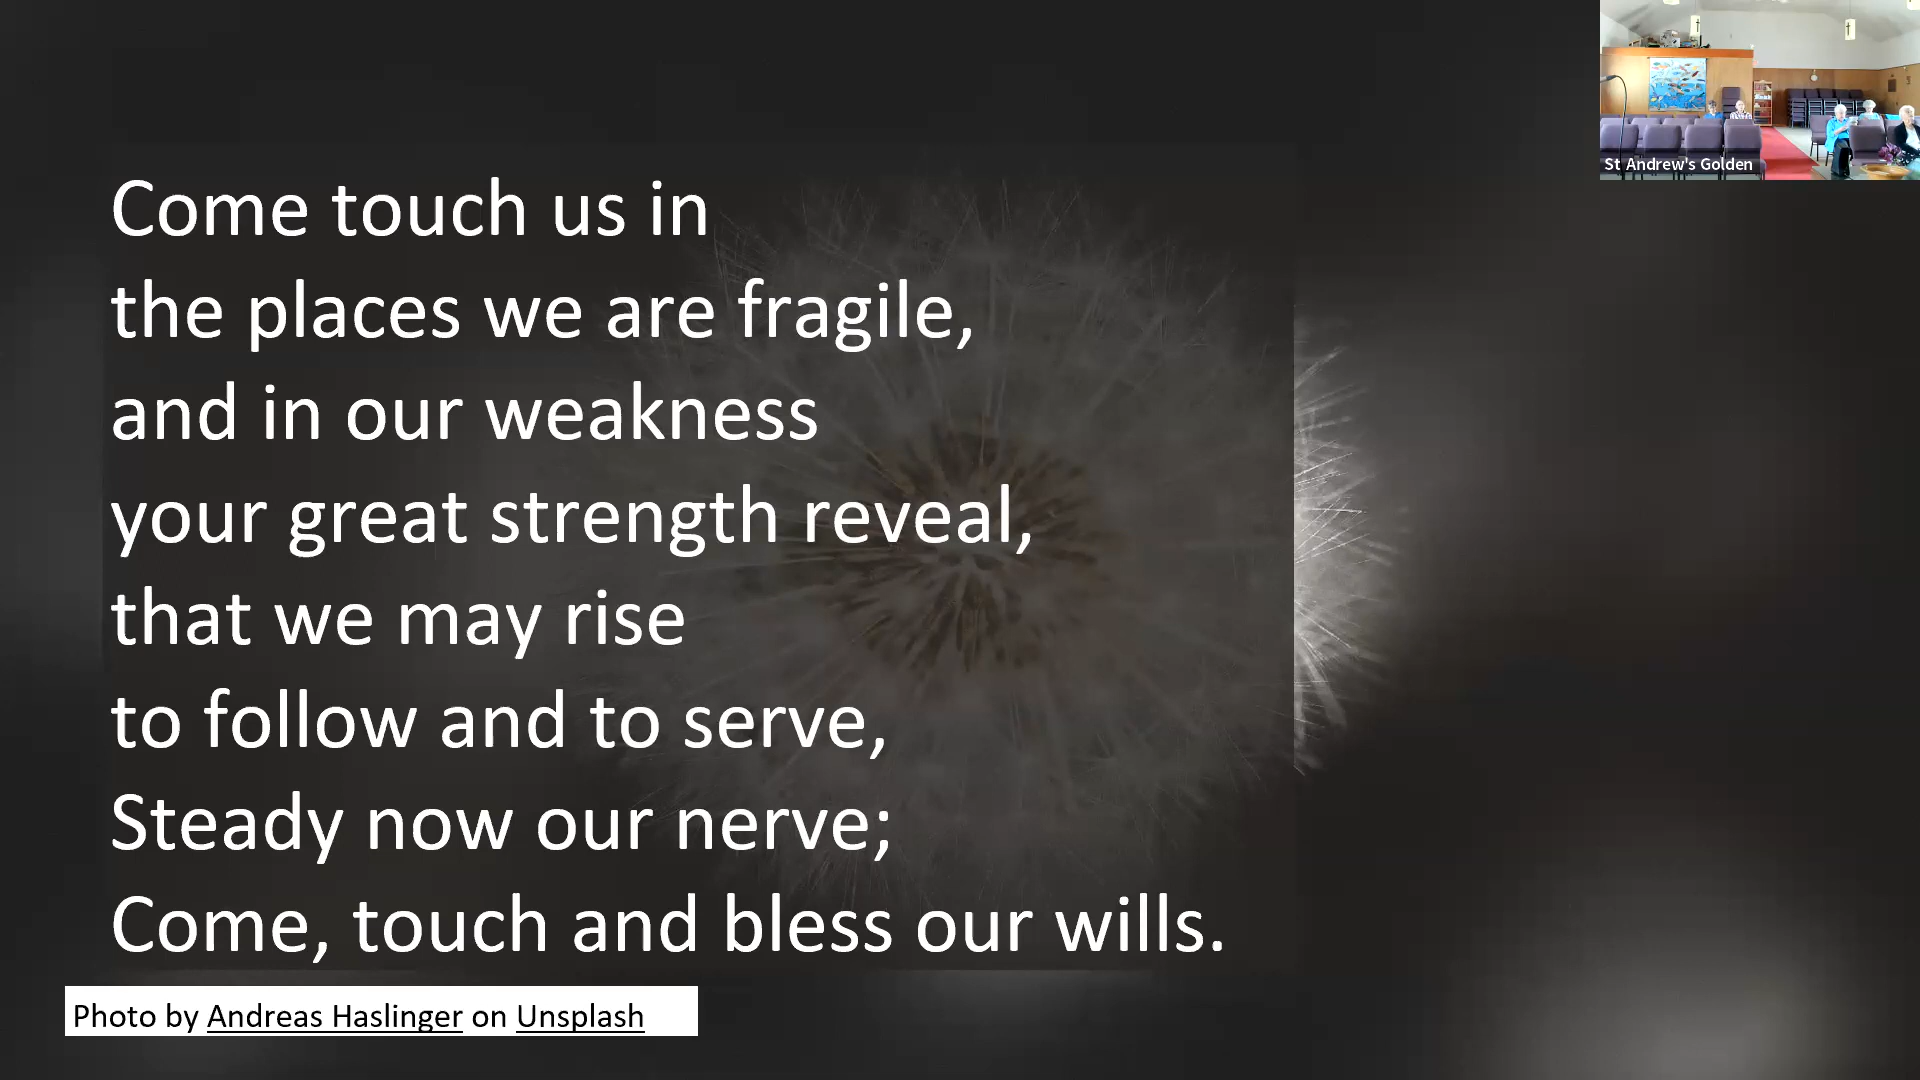 St Andrew's Golden
Come touch us in
the places we are fragile,
and in our weakness
your great strength reveal,
that we may rise
to follow and to serve,
Steady now our nerve;
Come, touch and bless our wills.
Photo by Andreas Haslinger on Unsplash